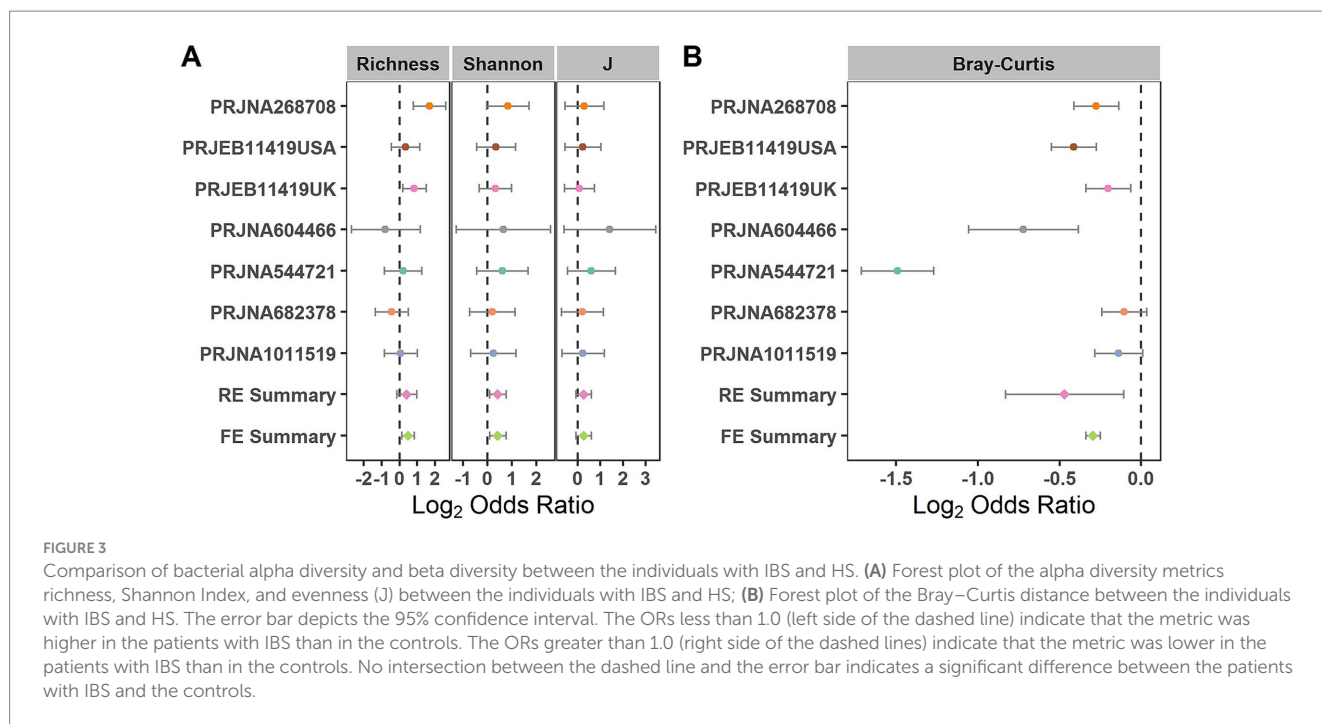 A
B
Richness Shannon J
Bray-Curtis
PRJNA268708
PRJEB11419USA
PRJEB11419UK
PRJNA604466
PRJNA544721
PRJNA682378
PRJNA1011519
RE Summary
FE Summary
-2 -1 0 1 2 -1 0 1 2 0 1 2 3
Log2 Odds Ratio
PRJNA268708
PRJEB11419USA
PRJEB11419UK
PRJNA604466
PRJNA544721
PRJNA682378
PRJNA1011519
RE Summary
FE Summary
-1.5 -1.0 -0.5 0.0
Log2 Odds Ratio
FIGURE 3
Comparison of bacterial alpha diversity and beta diversity between the individuals with IBS and HS. (A) Forest plot of the alpha diversity metrics
richness, Shannon Index, and evenness (J) between the individuals with IBS and HS; (B) Forest plot of the Bray–Curtis distance between the individuals
with IBS and HS. The error bar depicts the 95% confidence interval. The ORs less than 1.0 (left side of the dashed line) indicate that the metric was
higher in the patients with IBS than in the controls. The ORs greater than 1.0 (right side of the dashed lines) indicate that the metric was lower in the
patients with IBS than in the controls. No intersection between the dashed line and the error bar indicates a significant difference between the patients
with IBS and the controls.